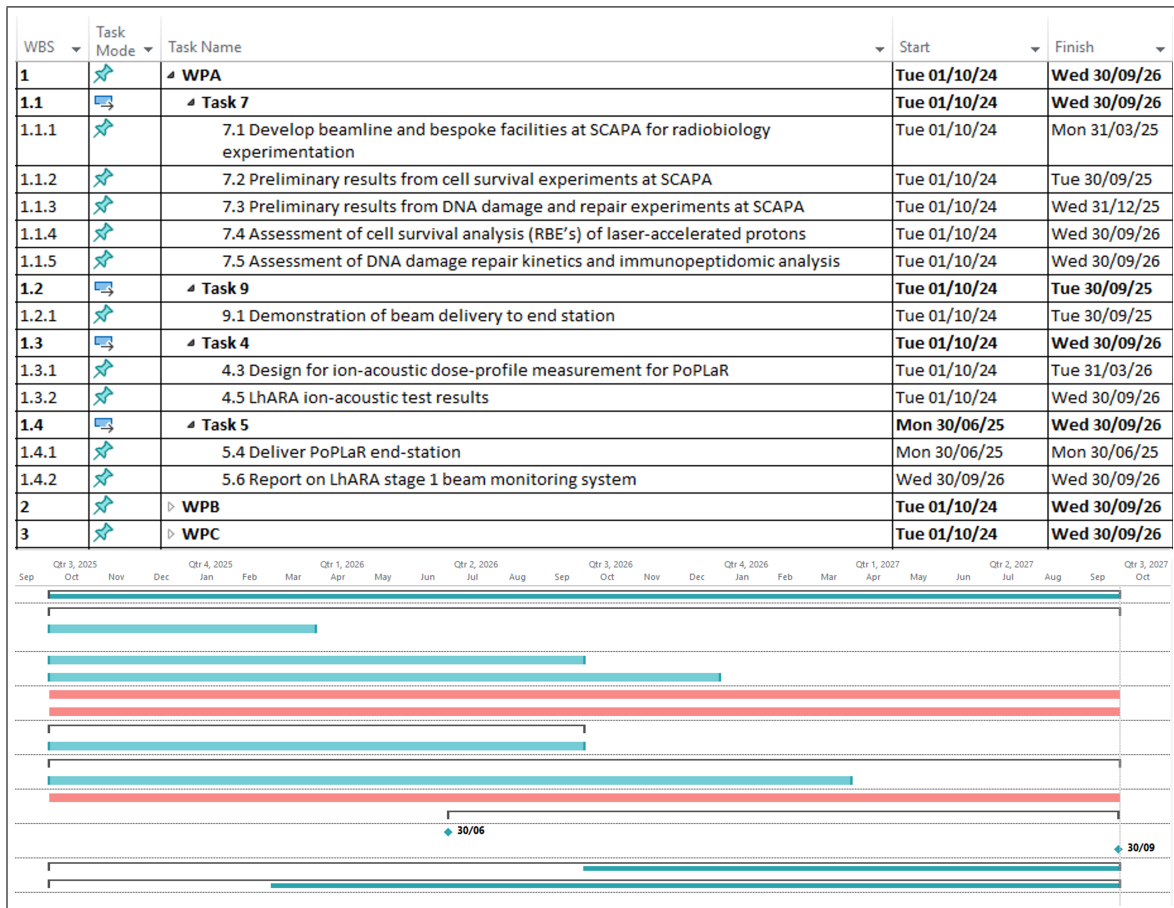 WBS Task Mode Task Name Start Finish
1 WPA Tue 01/10/24 Wed 30/09/26
1.1 Task 7 Tue 01/10/24 Wed 30/09/26
1.1.1 7.1 Develop beamline and bespoke facilities at SCAPA for radiobiology Tue 01/10/24 Mon 31/03/25
experimentation
1.1.2 7.2 Preliminary results from cell survival experiments at SCAPA Tue 01/10/24 Tue 30/09/25
1.1.3 7.3 Preliminary results from DNA damage and repair experiments at SCAPA Tue 01/10/24 Wed 31/12/25
1.1.4 7.4 Assessment of cell survival analysis (RBE's) of laser-accelerated protons Tue 01/10/24 Wed 30/09/26
1.1.5 7.5 Assessment of DNA damage repair kinetics and immunopeptidomic analysis Tue 01/10/24 Wed 30/09/26
1.2 Task 9 Tue 01/10/24 Tue 30/09/25
1.2.1 9.1 Demonstration of beam delivery to end station Tue 01/10/24 Tue 30/09/25
1.3 Task 4 Tue 01/10/24 Wed 30/09/26
1.3.1 4.3 Design for ion-acoustic dose-profile measurement for PoPLaR Tue 01/10/24 Tue 31/03/26
1.3.2 4.5 LhARA ion-acoustic test results Tue 01/10/24 Wed 30/09/26
1.4 Task 5 Mon 30/06/25 Wed 30/09/26
1.4.1 5.4 Deliver PoPLaR end-station Mon 30/06/25 Mon 30/06/25
1.4.2 5.6 Report on LhARA stage 1 beam monitoring system Wed 30/09/26 Wed 30/09/26
2 WPB Tue 01/10/24 Wed 30/09/26
3 WPC Tue 01/10/24 Wed 30/09/26
Qtr 3, 2025 Qtr 4, 2025 Qtr 1, 2026 Qtr 2, 2026 Qtr 3, 2026 Qtr 4, 2026 Qtr 1, 2027 Qtr 2, 2027 Qtr 3, 2027
Sep Oct Nov Dec Jan Feb Mar Apr May Jun Jul Aug Sep Oct Nov Dec Jan Feb Mar Apr May Jun Jul Aug Sep Oct
30/06
30/09